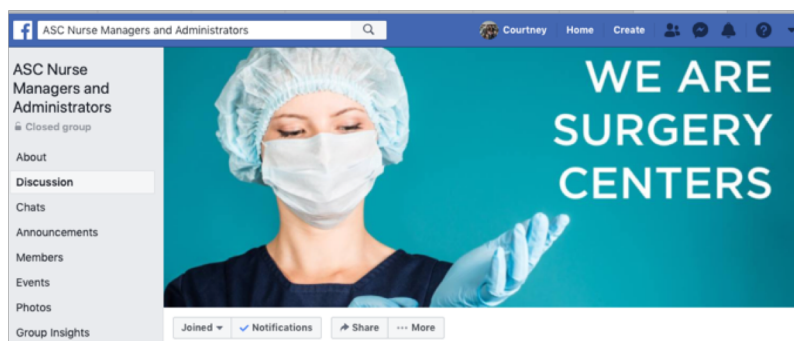 ASC Nurse Managers and Administrators
Courtney
Home
Create
ASC Nurse
Managers and
Administrators
Closed group
About
Discussion
Chats
Announcements
Members
Events
Photos
Group Insights
WE ARE
SURGERY
CENTERS
Joined
Notifications
Share
More